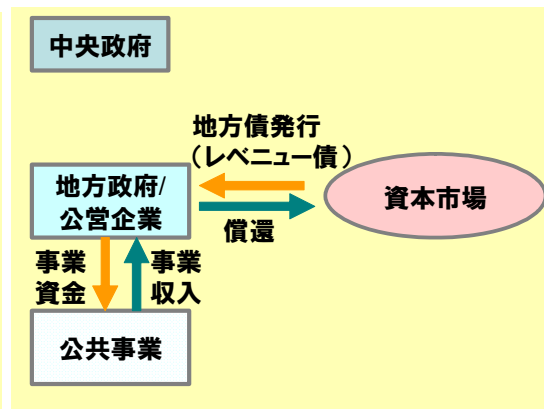 中央政府
地方債発行
（レベニュー債）
地方政府/
公営企業
資本市場
償還
事業
資金
事業
収入
公共事業